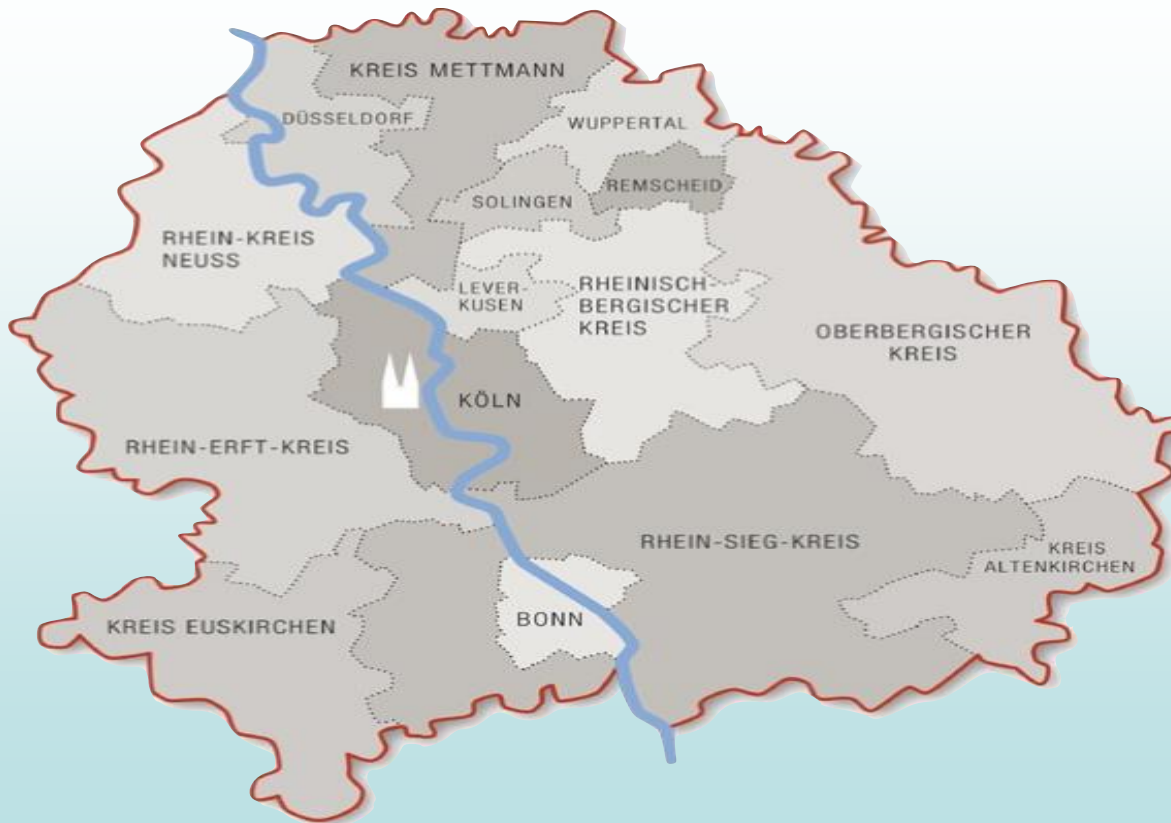 KREIS METTMANN
DÜSSELDORF
WUPPERTAL
REMSCHEID
SOLINGEN
RHEIN-KREIS
NEUSS
LEVER-
KUSEN
RHEINISCH-
BERGISCHER
KREIS
OBERBERGISCHER
KREIS
KÖLN
RHEIN-ERFT-KREIS
RHEIN-SIEG-KREIS
KREIS
ALTENKIRCHEN
BONN
KREIS EUSKIRCHEN